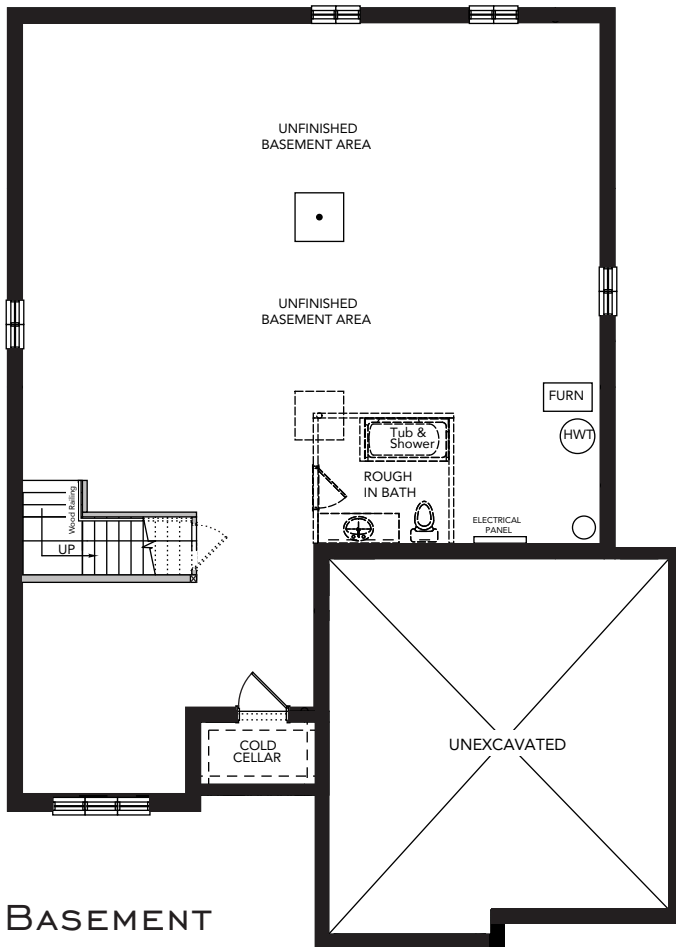 UNFINISHED
BASEMENT AREA
UNFINISHED
BASEMENT AREA
FURN
HWT
Tub &
Shower
ROUGH
IN BATH
ELECTRICAL
PANEL
Wood Railing
UP
COLD
CELLAR
UNEXCAVATED
BASEMENT